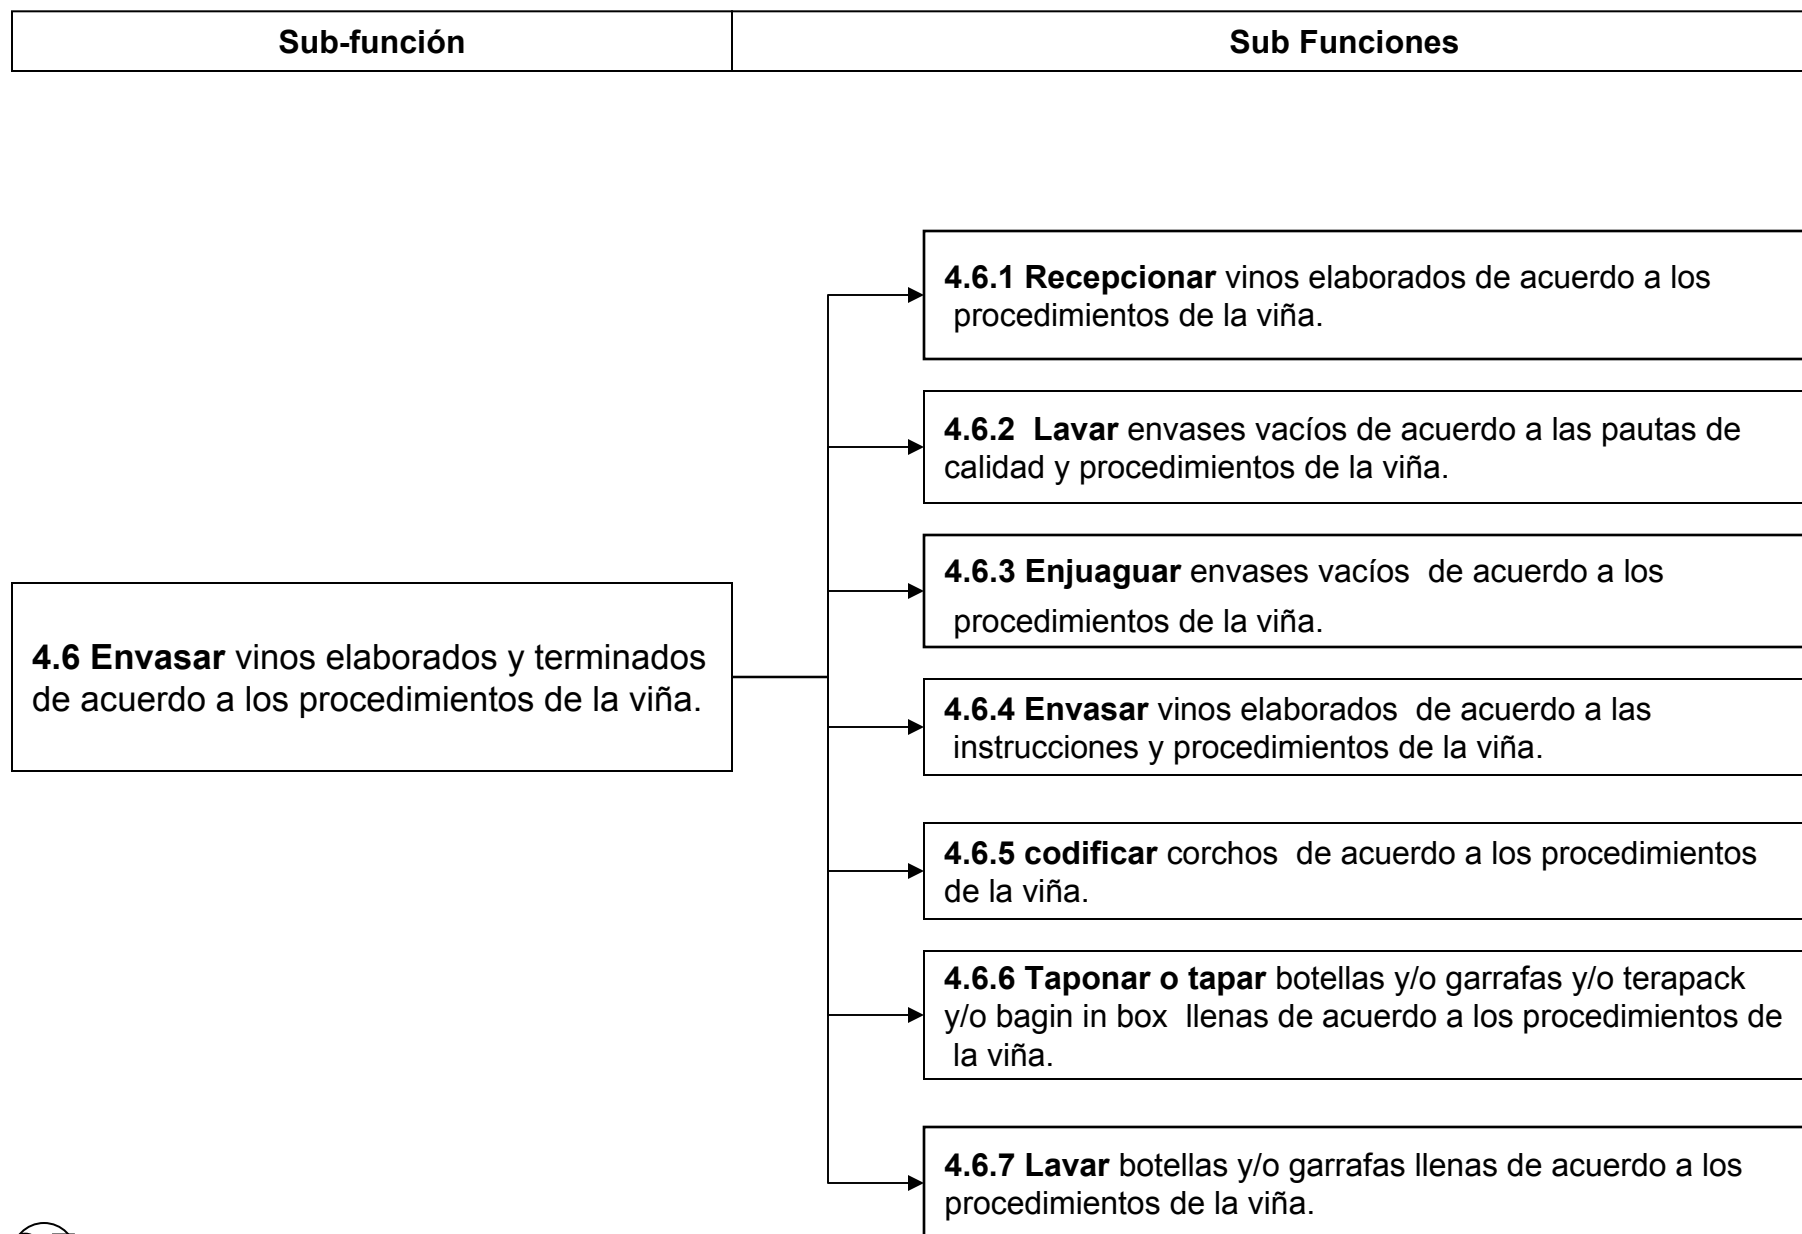 Sub-función
Sub Funciones
4.6.1 Recepcionar vinos elaborados de acuerdo a los
procedimientos de la viña.
4.6.2 Lavar envases vacíos de acuerdo a las pautas de
calidad y procedimientos de la viña.
4.6.3 Enjuaguar envases vacíos de acuerdo a los
procedimientos de la viña.
4.6 Envasar vinos elaborados y terminados
de acuerdo a los procedimientos de la viña.
4.6.4 Envasar vinos elaborados de acuerdo a las
instrucciones y procedimientos de la viña.
4.6.5 codificar corchos de acuerdo a los procedimientos
de la viña.
4.6.6 Taponar o tapar botellas y/o garrafas y/o terapack
y/o bagin in box llenas de acuerdo a los procedimientos de
la viña.
4.6.7 Lavar botellas y/o garrafas llenas de acuerdo a los
procedimientos de la viña.